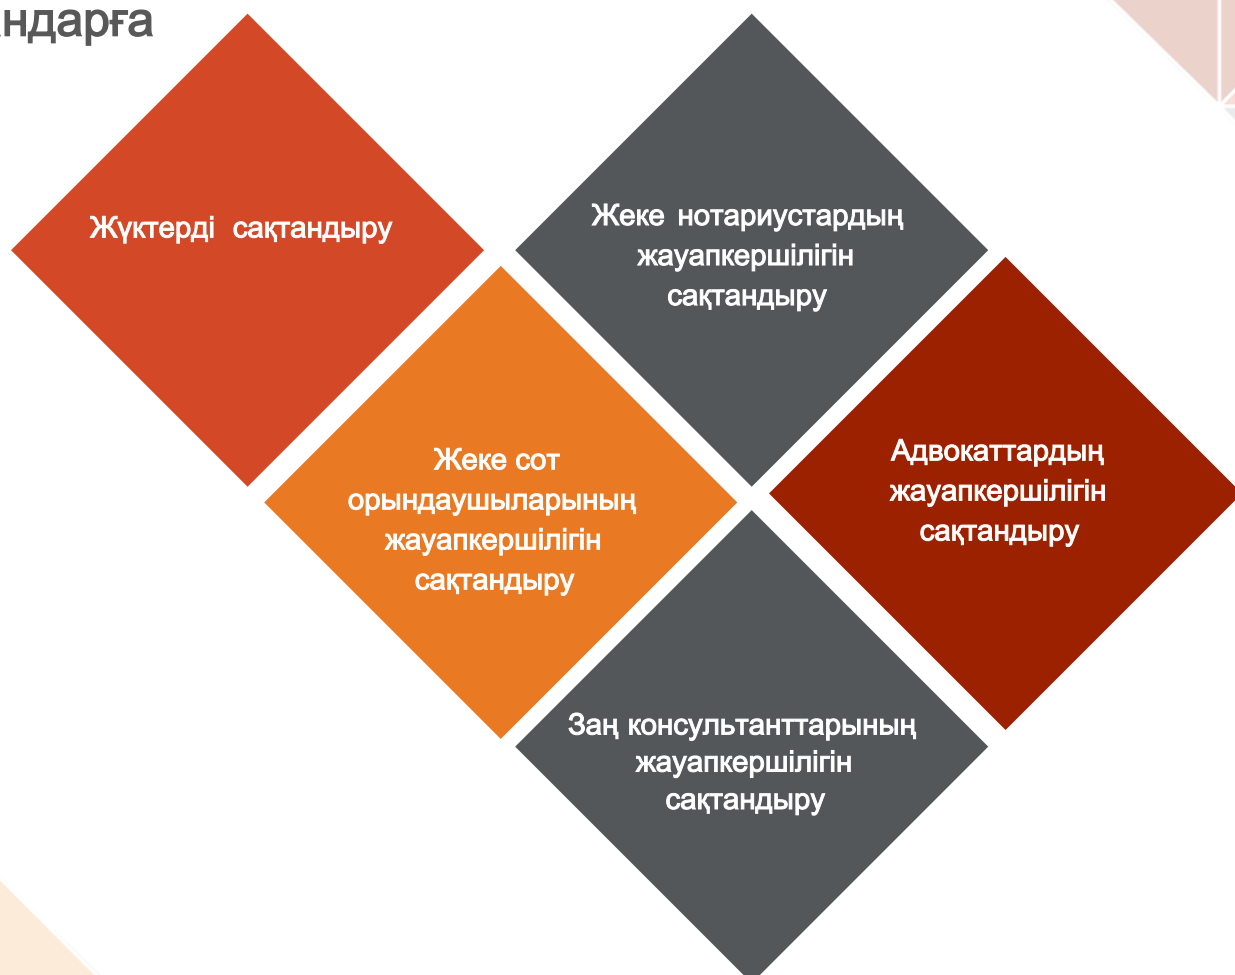 ндарға
Жүктерді сақтандыру
Жеке нотариустардың
жауапкершілігін
сақтандыру
Жеке сот
орындаушыларының
жауапкершілігін
сақтандыру
Адвокаттардың
жауапкершілігін
сақтандыру
Заң консультанттарының
жауапкершілігін
сақтандыру